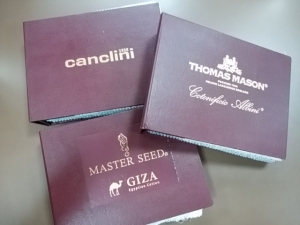 canclini
THOMAS MASON®
Cotonificio Albini®
MASTER SEED®
GIZA
Egyptian Cotton